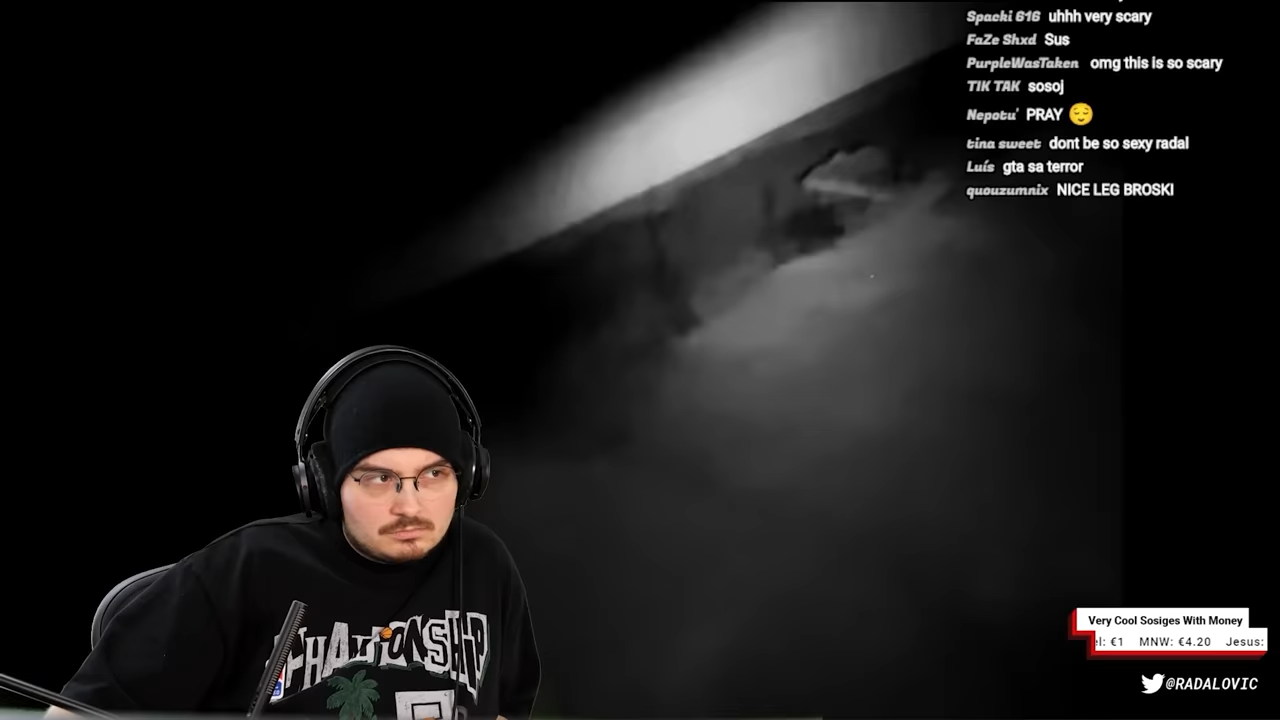 Spacki 616 uhhh very scary
FaZe Shxd Sus
PurpleWasTaken omg this is so scary
TIK TAK sosoj
Nepotu' PRAY 😌
tina sweet dont be so sexy radal
Luís gta sa terror
quouzumnix NICE LEG BROSKI
CHAMPIONSHIP
Very Cool Sosiges With Money
el: €1 MNW: €4.20 Jesus:
@RADALOVIC